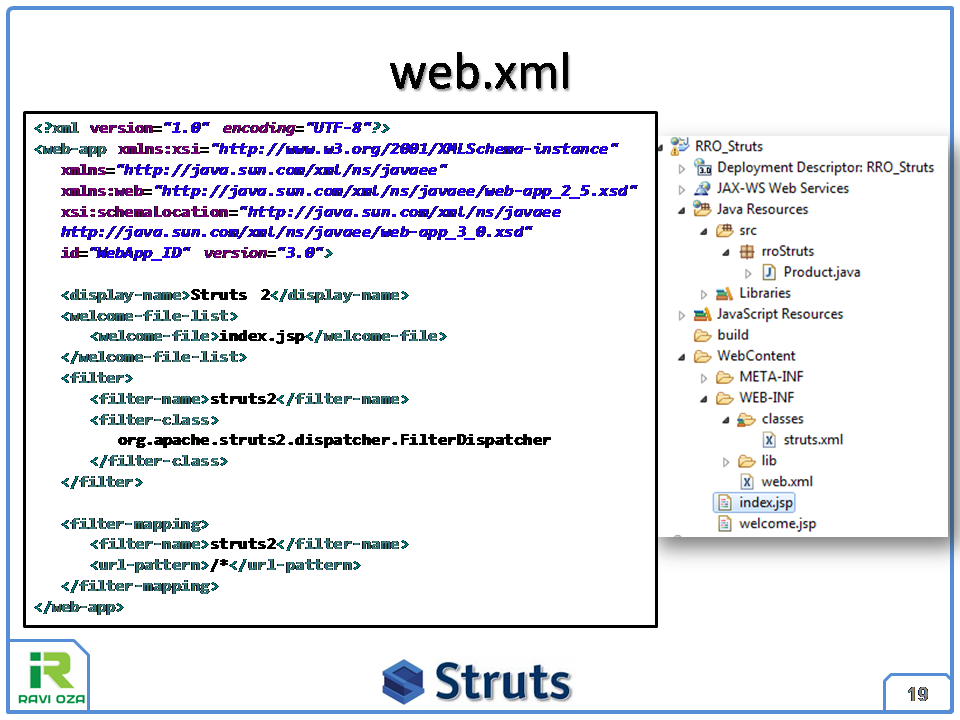 web.xml
<?xml version="1.0" encoding="UTF-8"?>
<web-app xmlns:xsi="http://www.w3.org/2001/XMLSchema-instance"
xmlns="http://java.sun.com/xml/ns/javaee"
xmlns:web="http://java.sun.com/xml/ns/javaee/web-app_2_5.xsd"
xsi:schemaLocation="http://java.sun.com/xml/ns/javaee
http://java.sun.com/xml/ns/javaee/web-app_3_0.xsd"
id="WebApp_ID" version="3.0">
<display-name>Struts 2</display-name>
<welcome-file-list>
<welcome-file>index.jsp</welcome-file>
</welcome-file-list>
<filter>
<filter-name>struts2</filter-name>
<filter-class>
org.apache.struts2.dispatcher.FilterDispatcher
</filter-class>
</filter>
<filter-mapping>
<filter-name>struts2</filter-name>
<url-pattern>/*</url-pattern>
</filter-mapping>
</web-app>
RRO_Struts
Deployment Descriptor: RRO_Struts
JAX-WS Web Services
Java Resources
src
rroStruts
Product.java
Libraries
JavaScript Resources
build
WebContent
META-INF
WEB-INF
classes
struts.xml
lib
web.xml
index.jsp
welcome.jsp
RAVI OZA
Struts
19